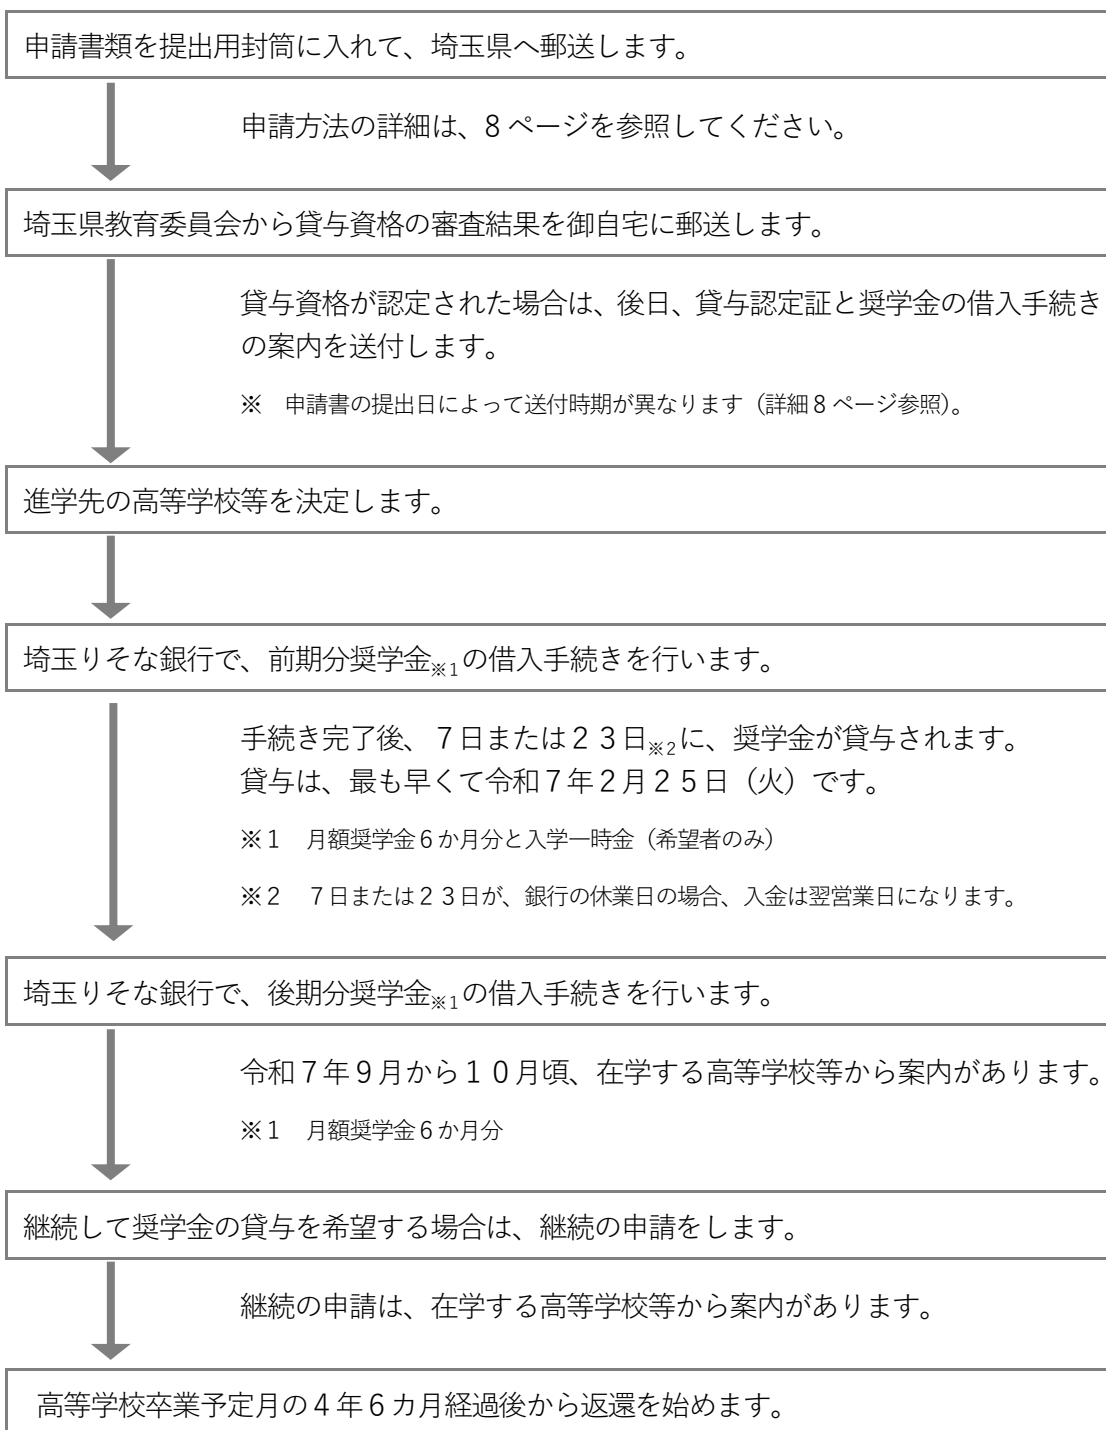 申請書類を提出用封筒に入れて、埼玉県へ郵送します。
申請方法の詳細は、8ページを参照してください。
埼玉県教育委員会から貸与資格の審査結果を御自宅に郵送します。
貸与資格が認定された場合は、後日、貸与認定証と奨学金の借入手続き
の案内を送付します。
※　申請書の提出日によって送付時期が異なります（詳細8ページ参照）。
進学先の高等学校等を決定します。
埼玉りそな銀行で、前期分奨学金※1の借入手続きを行います。
手続き完了後、７日または２３日※2に、奨学金が貸与されます。
貸与は、最も早くて令和７年２月２５日（火）です。
※１　月額奨学金６か月分と入学一時金（希望者のみ）
※２　７日または２３日が、銀行の休業日の場合、入金は翌営業日になります。
埼玉りそな銀行で、後期分奨学金※1の借入手続きを行います。
令和７年９月から１０月頃、在学する高等学校等から案内があります。
※１　月額奨学金６か月分
継続して奨学金の貸与を希望する場合は、継続の申請をします。
継続の申請は、在学する高等学校等から案内があります。
高等学校卒業予定月の４年６カ月経過後から返還を始めます。